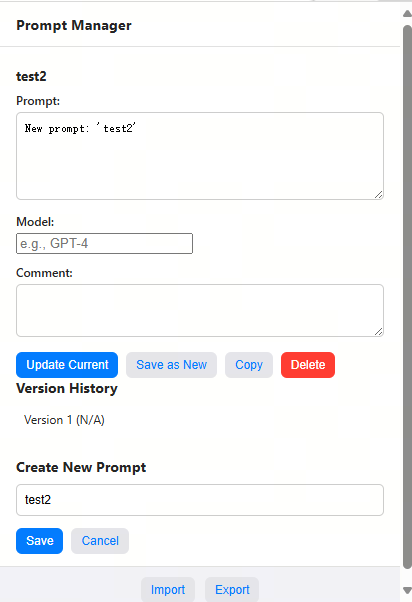 Prompt Manager
test2
Prompt:
New prompt: 'test2'
Model:
e.g., GPT-4
Comment:
Update Current Save as New Copy Delete
Version History
Version 1 (N/A)
Create New Prompt
test2
Save Cancel
Import Export